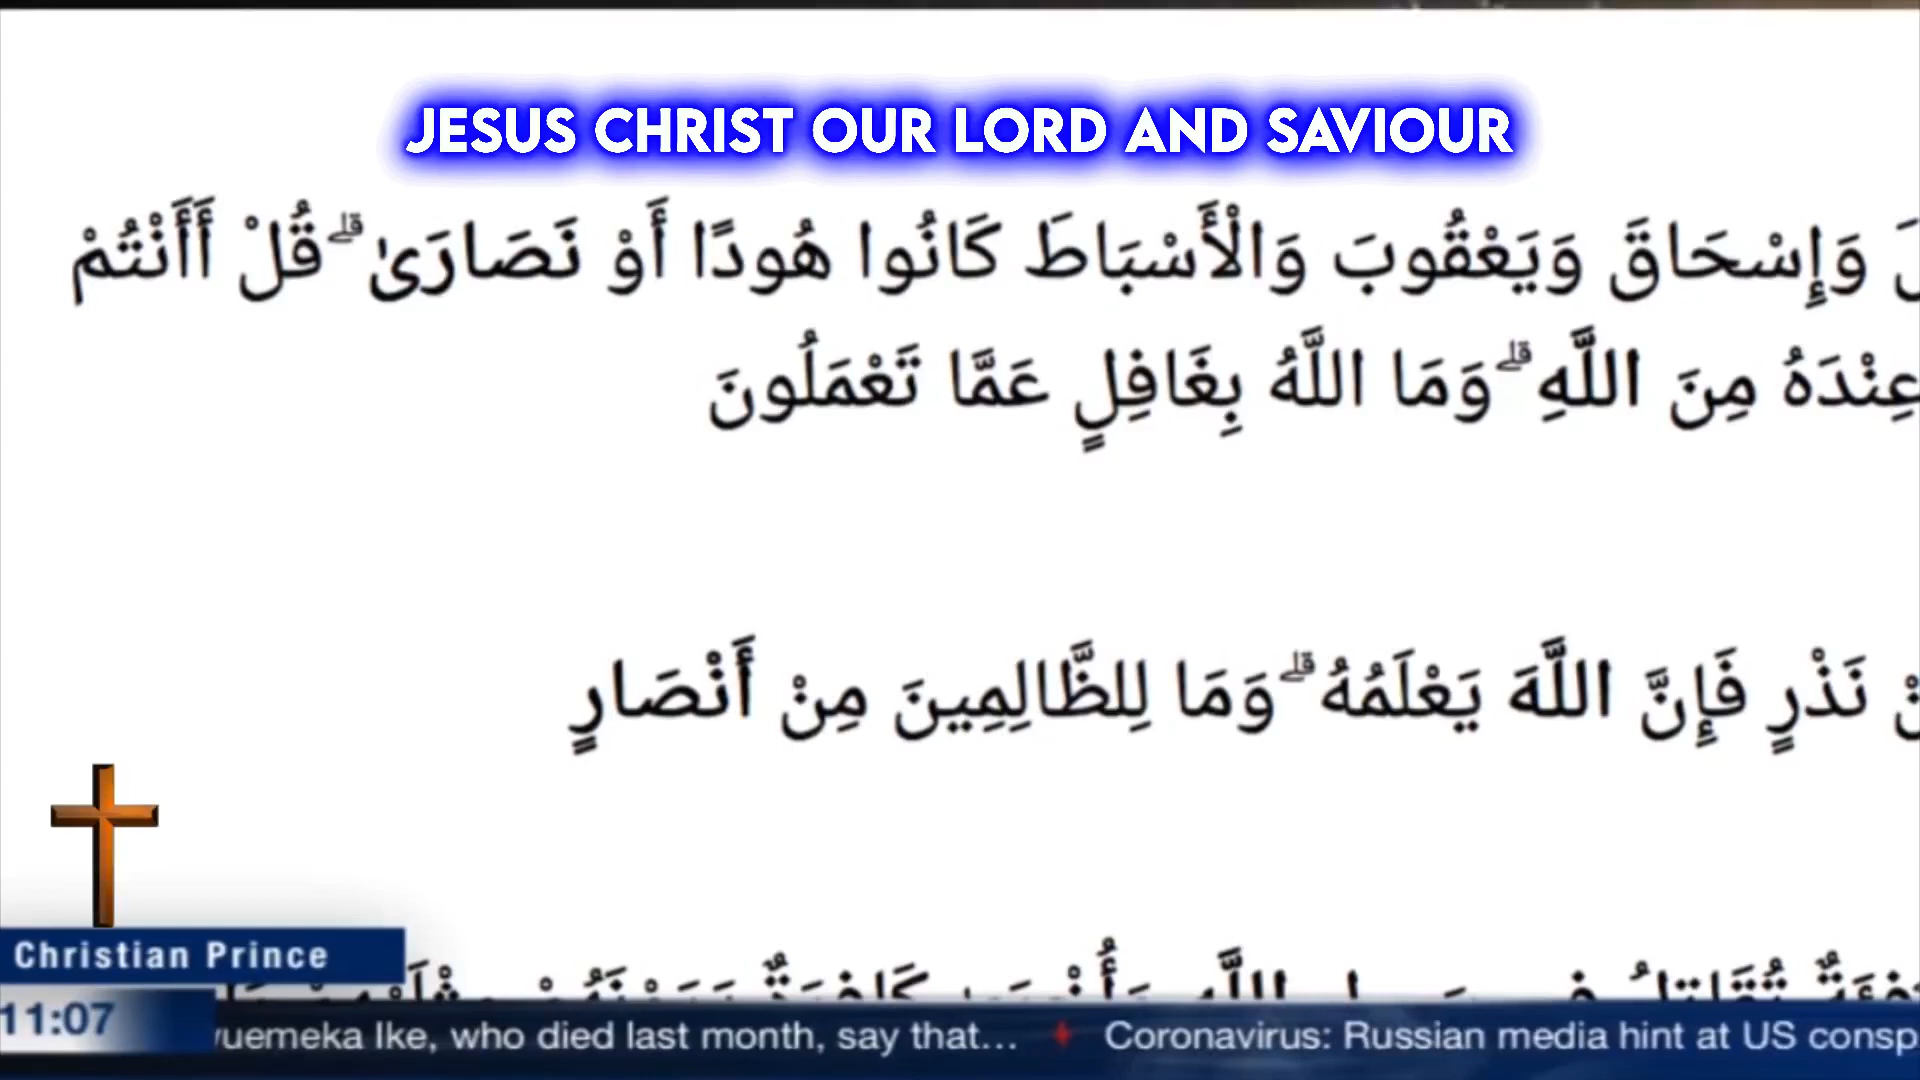 JESUS CHRIST OUR LORD AND SAVIOUR
وَإِسْحَاقَ وَيَعْقُوبَ وَالْأَسْبَاطَ كَانُوا هُودًا أَوْ نَصَارَىٰ ۗ قُلْ أَأَنْتُمْ
عِنْدَهُ مِنَ اللَّهِ ۗ وَمَا اللَّهُ بِغَافِلٍ عَمَّا تَعْمَلُونَ
نَذْرٍ فَإِنَّ اللَّهَ يَعْلَمُهُ ۗ وَمَا لِلظَّالِمِينَ مِنْ أَنْصَارٍ
Christian Prince
11:07
Ike, who died last month, say that... Coronavirus: Russian media hint at US